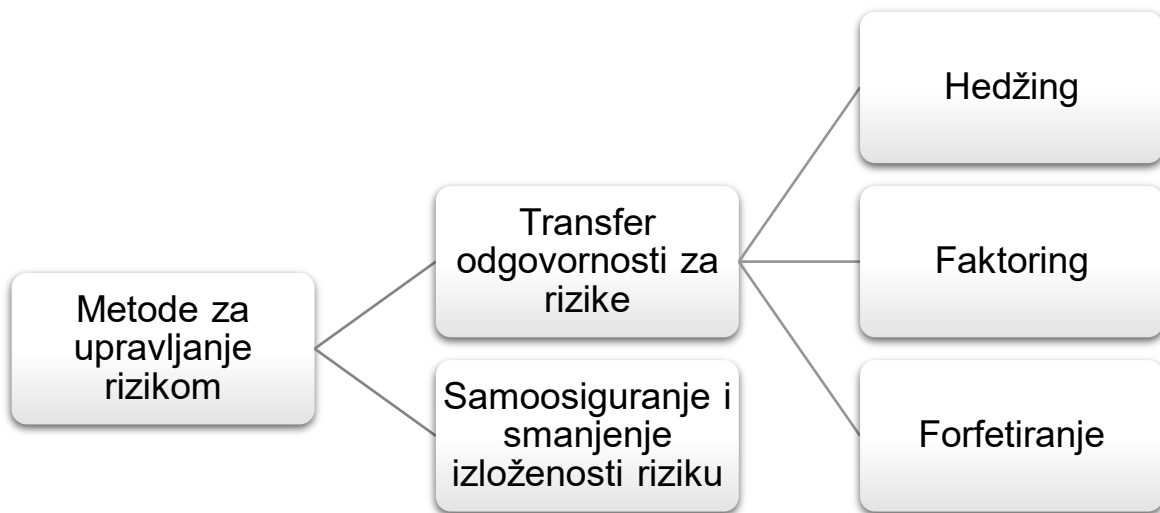 Metode za
upravljanje
rizikom
Transfer
odgovornosti za
rizike
Samoosiguranje i
smanjenje
izloženosti riziku
Hedžing
Faktoring
Forfetiranje